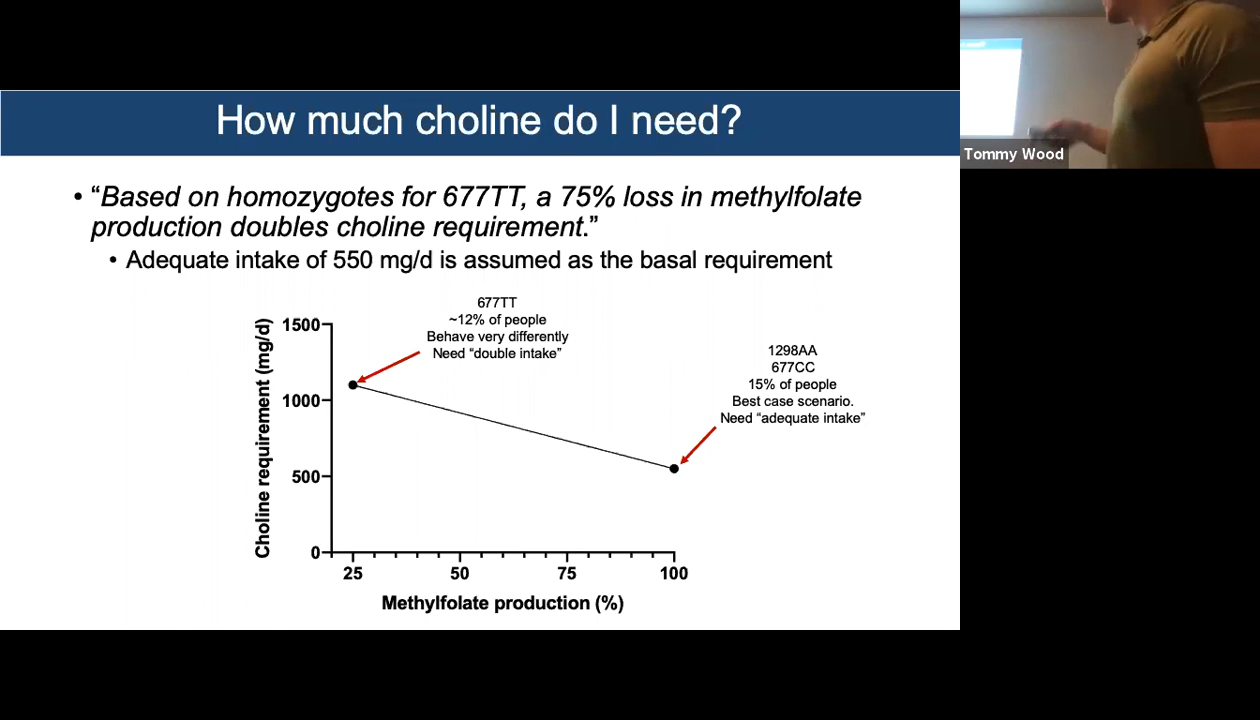 How much choline do I need?
• “Based on homozygotes for 677TT, a 75% loss in methylfolate
production doubles choline requirement.”
• Adequate intake of 550 mg/d is assumed as the basal requirement
677TT
~12% of people
Behave very differently
Need “double intake”
1298AA
677CC
15% of people
Best case scenario.
Need “adequate intake”
Choline requirement (mg/d)
1500
1000
500
0
25 50 75 100
Methylfolate production (%)
Tommy Wood